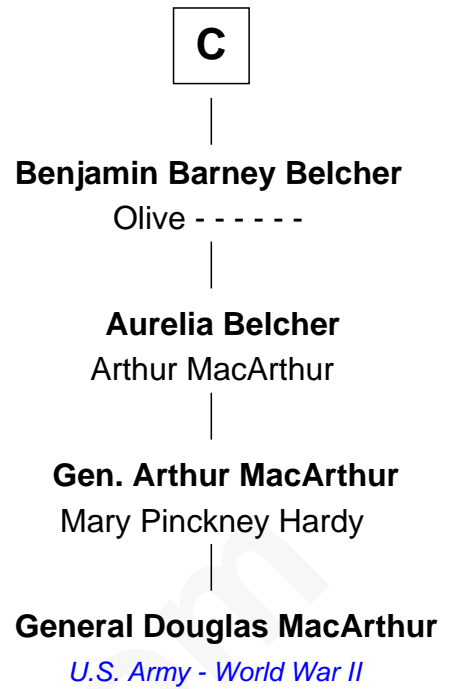 C
Benjamin Barney Belcher
Olive - - - - - -
Aurelia Belcher
Arthur MacArthur
Gen. Arthur MacArthur
Mary Pinckney Hardy
General Douglas MacArthur
U.S. Army - World War II